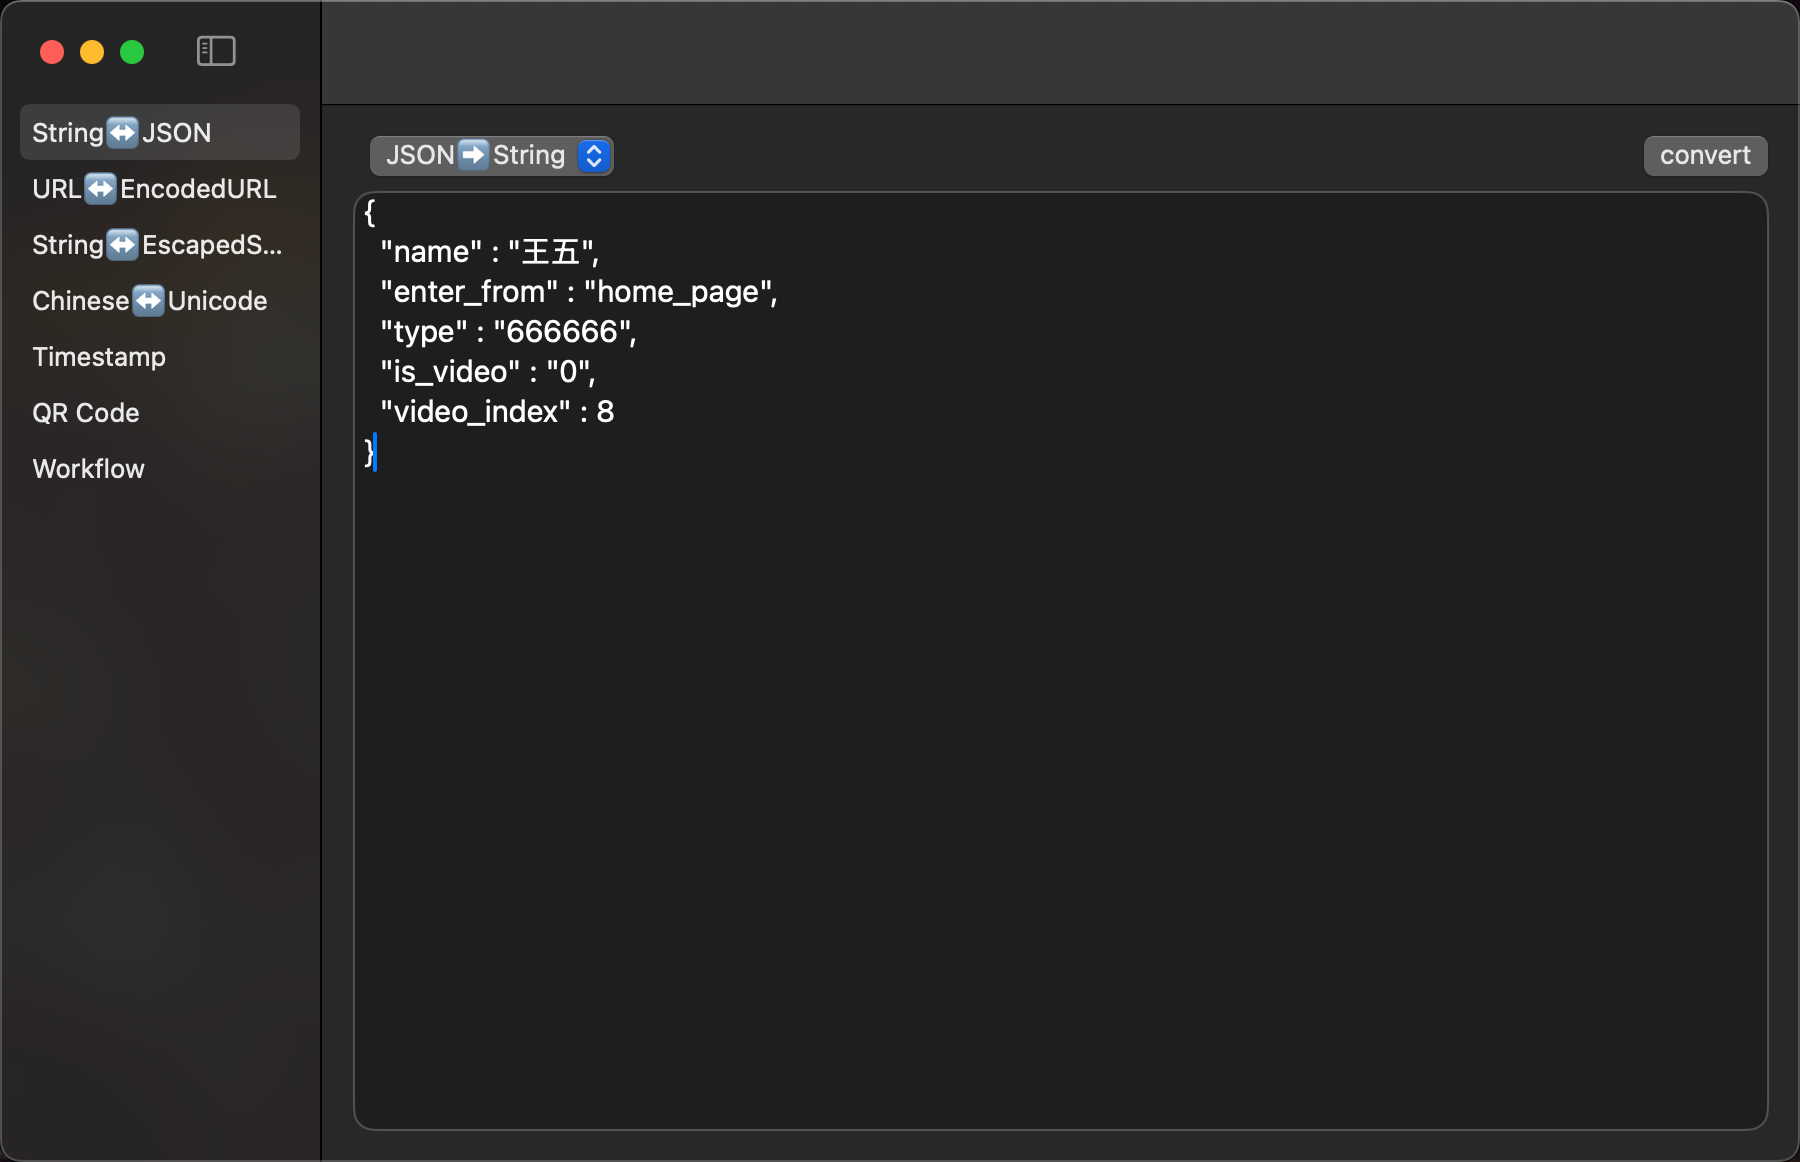 String↔️JSON
URL↔️EncodedURL
String↔️EscapedS...
Chinese↔️Unicode
Timestamp
QR Code
Workflow
JSON➡️String
convert
{
  "name" : "王五",
  "enter_from" : "home_page",
  "type" : "666666",
  "is_video" : "0",
  "video_index" : 8
}